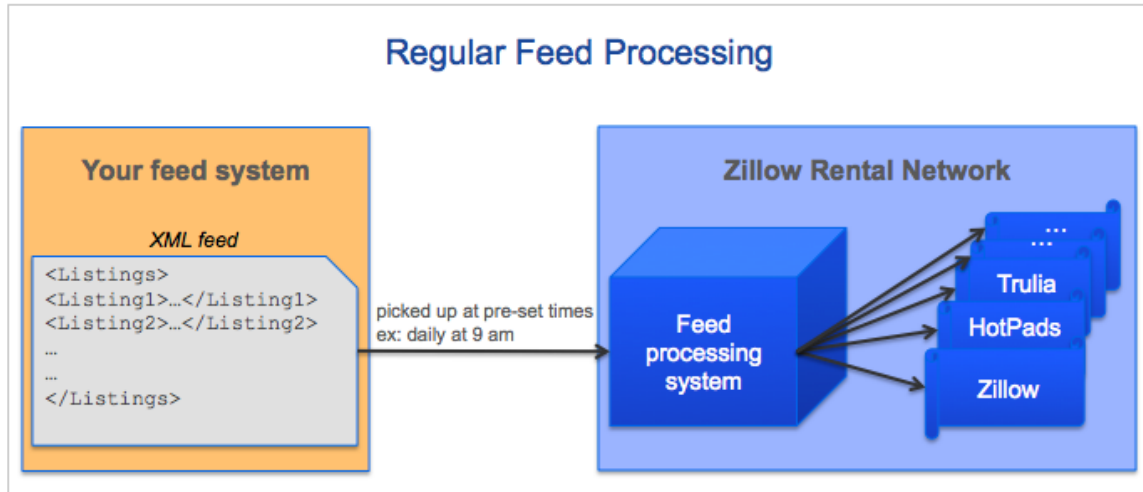 Regular Feed Processing
Your feed system
XML feed
<Listings>
<Listing1>…</Listing1>
<Listing2>…</Listing2>
…
…
</Listings>
picked up at pre-set times
ex: daily at 9 am
Zillow Rental Network
Feed
processing
system
...
...
Trulia
HotPads
Zillow